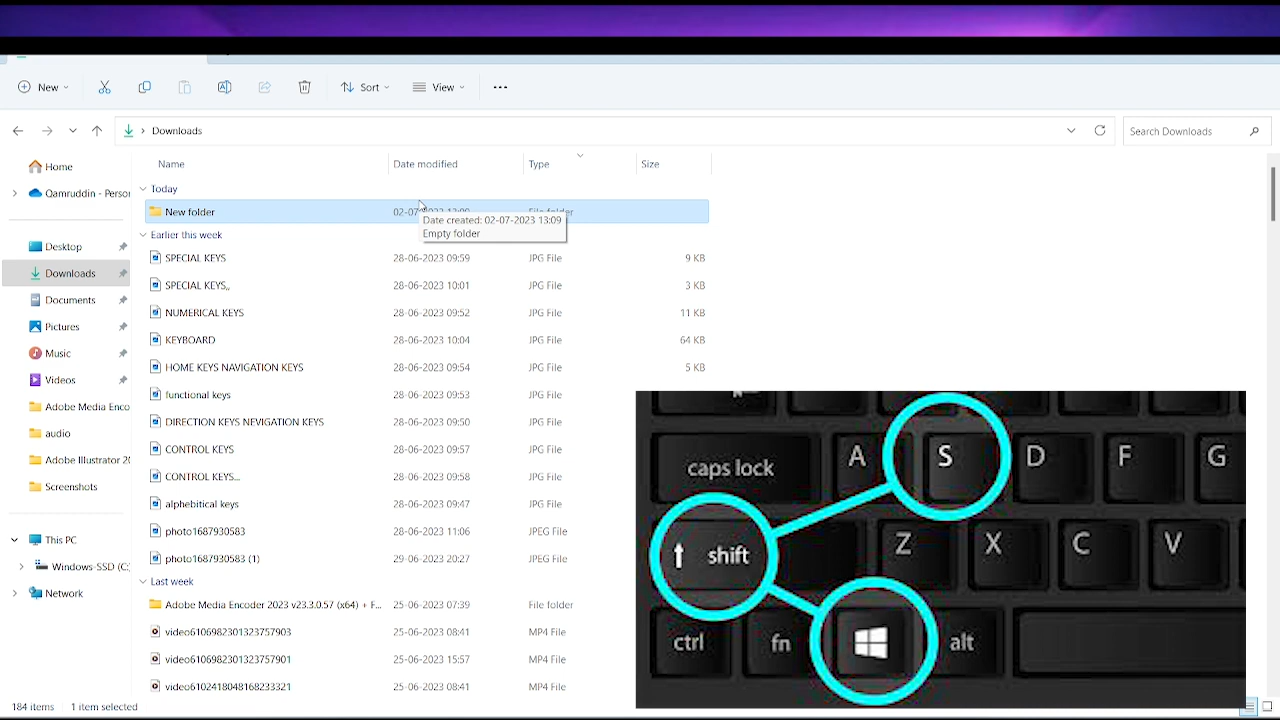 New
Sort
View
Downloads
Search Downloads
Home
Qamruddin - Person
Desktop
Downloads
Documents
Pictures
Music
Videos
Adobe Media Enco
audio
Adobe Illustrator 20
Screenshots
This PC
Windows-SSD (C:
Network
Name Date modified Type Size
Today
New folder 02-07-2023 13:09 File folder
Date created: 02-07-2023 13:09
Empty folder
Earlier this week
SPECIAL KEYS 28-06-2023 09:59 JPG File 9 KB
SPECIAL KEYS,, 28-06-2023 10:01 JPG File 3 KB
NUMERICAL KEYS 28-06-2023 09:52 JPG File 11 KB
KEYBOARD 28-06-2023 10:04 JPG File 64 KB
HOME KEYS NAVIGATION KEYS 28-06-2023 09:54 JPG File 5 KB
functional keys 28-06-2023 09:53 JPG File
DIRECTION KEYS NEVIGATION KEYS 28-06-2023 09:50 JPG File
CONTROL KEYS 28-06-2023 09:57 JPG File
CONTROL KEYS... 28-06-2023 09:58 JPG File
alphabitical keys 28-06-2023 09:47 JPG File
photo1687930583 28-06-2023 11:06 JPEG File
photo1687930583 (1) 29-06-2023 20:27 JPEG File
Last week
Adobe Media Encoder 2023 v23.3.0.57 (x64) + F... 25-06-2023 07:39 File folder
video6106982301323757903 25-06-2023 08:41 MP4 File
video6106982301323757901 25-06-2023 15:57 MP4 File
25-06-2023 08:41 MP4 File
caps lock A S D F G
shift Z X C V
ctrl fn alt
184 items 1 item selected